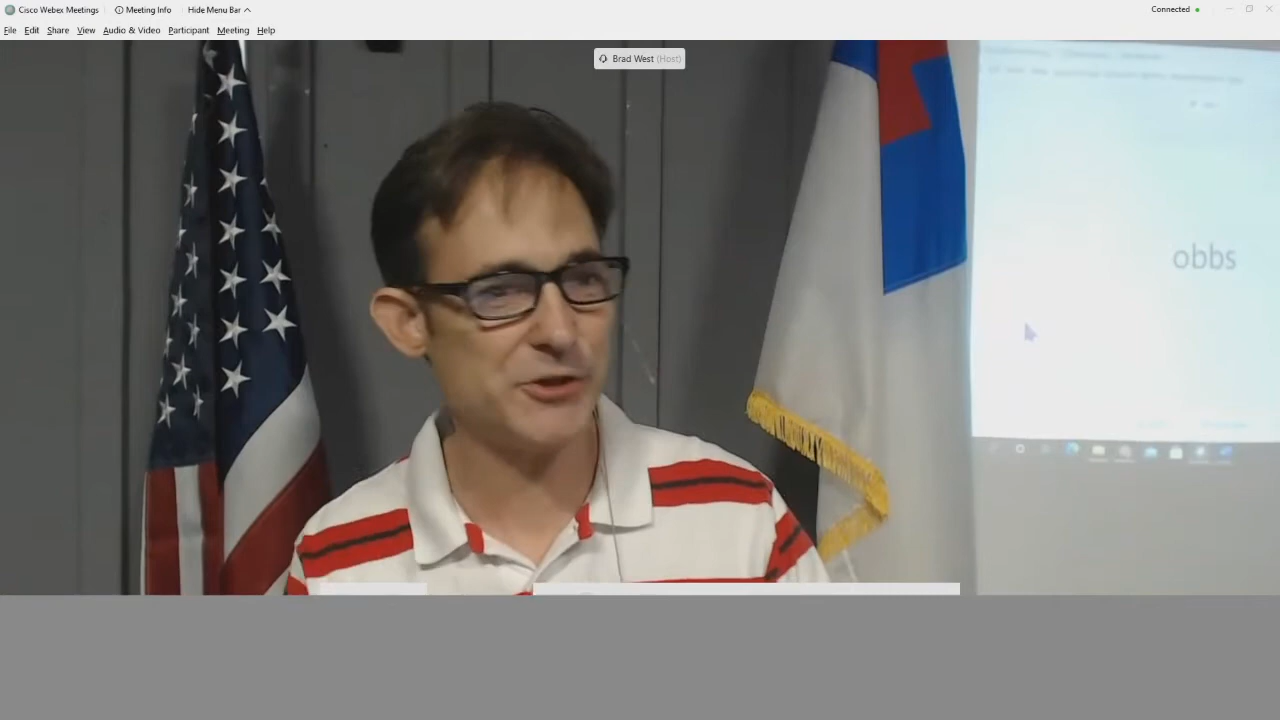 Cisco Webex Meetings Meeting Info Hide Menu Bar Connected
File Edit Share View Audio & Video Participant Meeting Help
Brad West (Host)
obbs